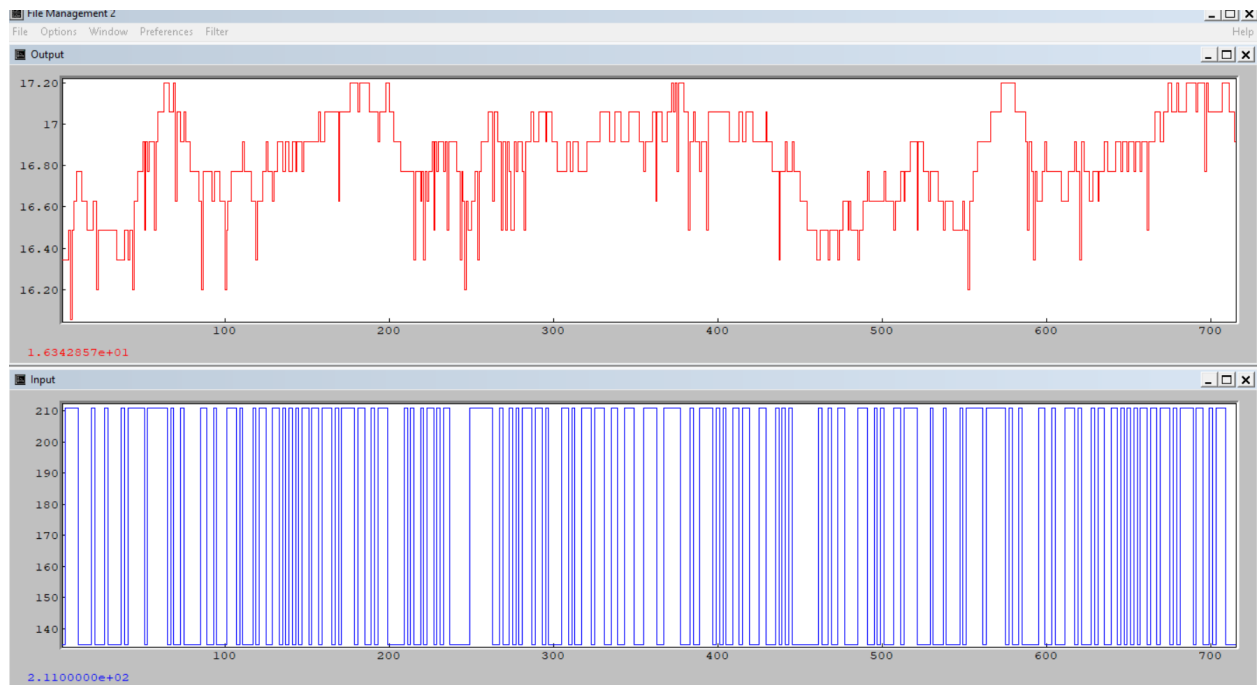 File Management 2
File Options Window Preferences Filter Help
Output
17.20
17
16.80
16.60
16.40
16.20
100 200 300 400 500 600 700
1.6342857e+01
Input
210
200
190
180
170
160
150
140
100 200 300 400 500 600 700
2.1100000e+02